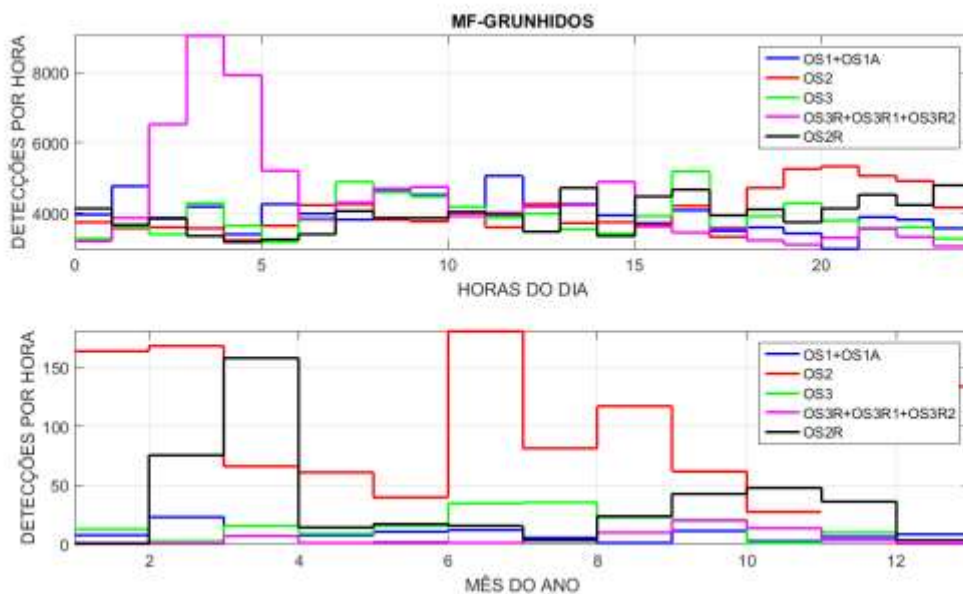 MF-GRUNHIDOS
DETECÇÕES POR HORA
8000
6000
4000
OS1+OS1A
OS2
OS3
OS3R+OS3R1+OS3R2
OS2R
0 5 10 15 20
HORAS DO DIA
DETECÇÕES POR HORA
150
100
50
0
OS1+OS1A
OS2
OS3
OS3R+OS3R1+OS3R2
OS2R
2 4 6 8 10 12
MÊS DO ANO